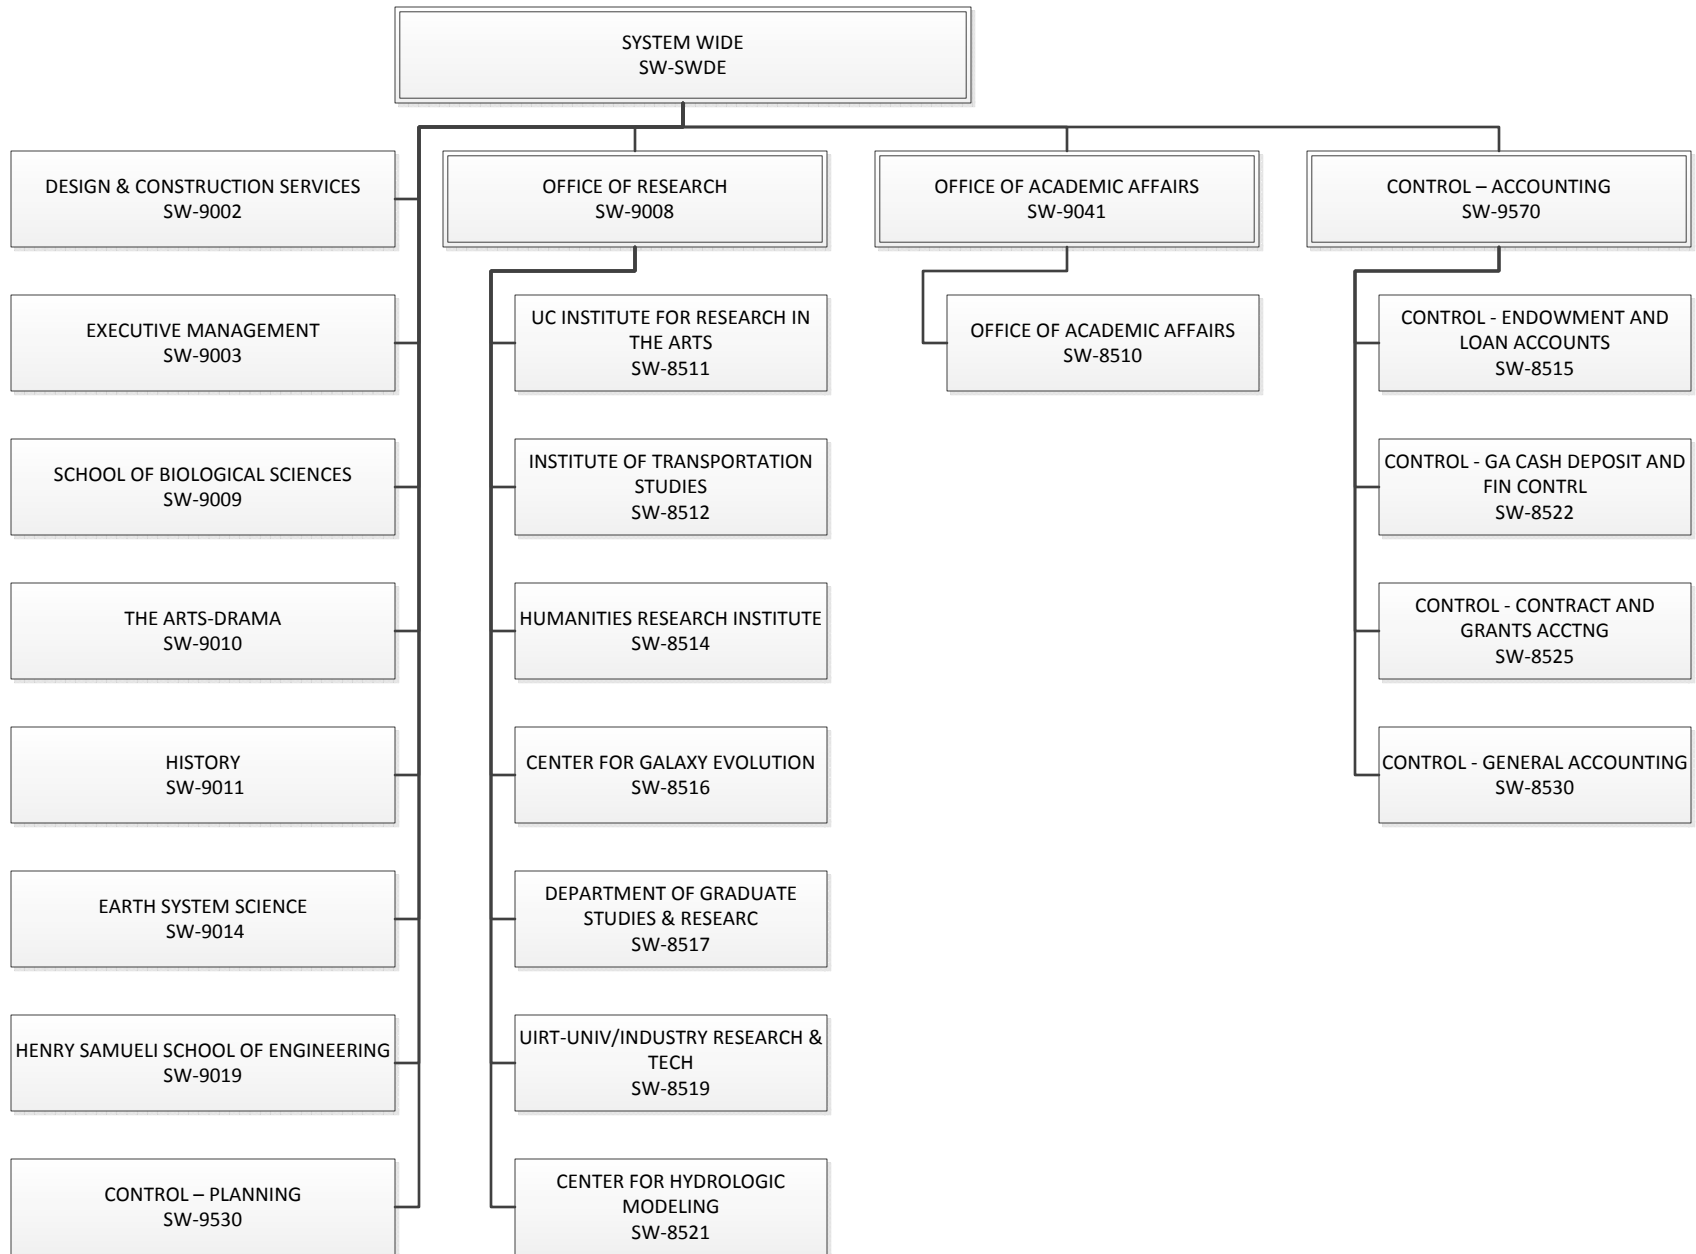 SYSTEM WIDE
SW-SWDE
DESIGN & CONSTRUCTION SERVICES
SW-9002
OFFICE OF RESEARCH
SW-9008
OFFICE OF ACADEMIC AFFAIRS
SW-9041
CONTROL – ACCOUNTING
SW-9570
EXECUTIVE MANAGEMENT
SW-9003
UC INSTITUTE FOR RESEARCH IN
THE ARTS
SW-8511
OFFICE OF ACADEMIC AFFAIRS
SW-8510
CONTROL - ENDOWMENT AND
LOAN ACCOUNTS
SW-8515
SCHOOL OF BIOLOGICAL SCIENCES
SW-9009
INSTITUTE OF TRANSPORTATION
STUDIES
SW-8512
CONTROL - GA CASH DEPOSIT AND
FIN CONTRL
SW-8522
THE ARTS-DRAMA
SW-9010
HUMANITIES RESEARCH INSTITUTE
SW-8514
CONTROL - CONTRACT AND
GRANTS ACCTNG
SW-8525
HISTORY
SW-9011
CENTER FOR GALAXY EVOLUTION
SW-8516
CONTROL - GENERAL ACCOUNTING
SW-8530
EARTH SYSTEM SCIENCE
SW-9014
DEPARTMENT OF GRADUATE
STUDIES & RESEARC
SW-8517
HENRY SAMUELI SCHOOL OF ENGINEERING
SW-9019
UIRT-UNIV/INDUSTRY RESEARCH &
TECH
SW-8519
CONTROL – PLANNING
SW-9530
CENTER FOR HYDROLOGIC
MODELING
SW-8521